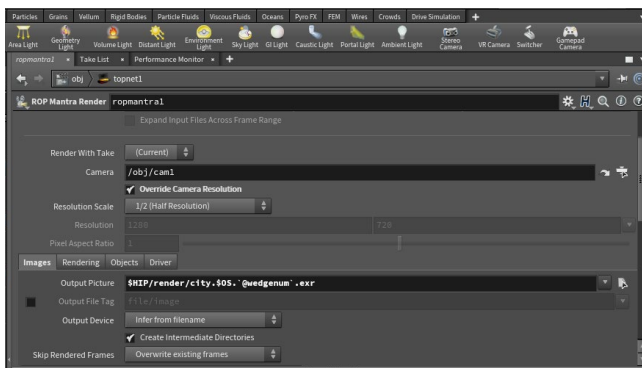 Particles Grains Vellum Rigid Bodies Particle Fluids Viscous Fluids Oceans Pyro FX FEM Wires Crowds Drive Simulation +
Area Light Geometry Light Volume Light Distant Light Environment Light Sky Light GI Light Caustic Light Portal Light Ambient Light Stereo Camera VR Camera Switcher Gamepad Camera
ropmantra1 × Take List × Performance Monitor × +
obj topnet1
ROP Mantra Render ropmantra1
Expand Input Files Across Frame Range
Render With Take (Current)
Camera /obj/cam1
Override Camera Resolution
Resolution Scale 1/2 (Half Resolution)
Resolution 1280 720
Pixel Aspect Ratio 1
Images Rendering Objects Driver
Output Picture $HIP/render/city.$OS.`@wedgenum`.exr
Output File Tag file/image
Output Device Infer from filename
Create Intermediate Directories
Skip Rendered Frames Overwrite existing frames